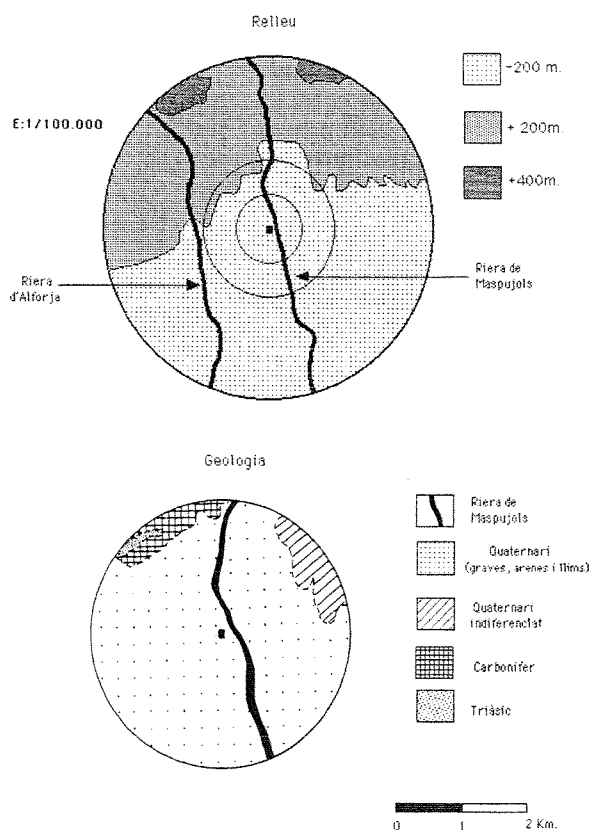 Relleu
E:1/100.000
-200 m.
+ 200m.
+400m.
Riera
d'Alforja
Riera de
Maspujols
Geologia
Riera de
Maspujols
Quaternari
(graves, arenes i llims)
Quaternari
indiferenciat
Carbonifer
Triàsic
0 1 2 Km.